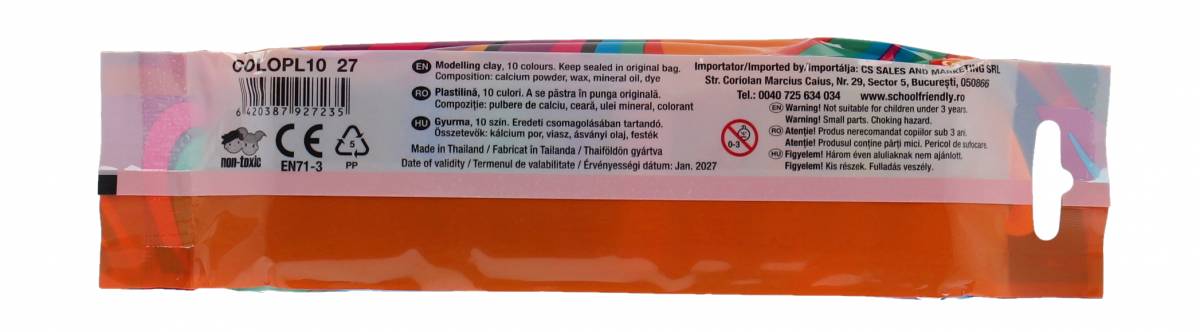 COLOPL10 27
6 420387 927235
non-toxic
CE
EN71-3
5
PP
EN Modelling clay, 10 colours. Keep sealed in original bag.
Composition: calcium powder, wax, mineral oil, dye
RO Plastilină, 10 culori. A se păstra în punga originală.
Compoziție: pulbere de calciu, ceară, ulei mineral, colorant
HU Gyurma, 10 szín. Eredeti csomagolásában tartandó.
Összetevők: kálcium por, viasz, ásványi olaj, festék
Made in Thailand / Fabricat în Tailanda / Thaiföldön gyártva
Date of validity / Termenul de valabilitate / Érvényességi dátum: Jan. 2027
Importator/Imported by/importálja: CS SALES AND MARKETING SRL
Str. Coriolan Marcius Caius, Nr. 29, Sector 5, București, 050866
Tel.: 0040 725 634 034 www.schoolfriendly.ro
0-3
EN Warning! Not suitable for children under 3 years.
Warning! Small parts. Choking hazard.
RO Atenție! Produs nerecomandat copiilor sub 3 ani.
Atenție! Produsul conține părți mici. Pericol de sufocare.
HU Figyelem! Három éven aluliaknak nem ajánlott.
Figyelem! Kis részek. Fulladás veszély.